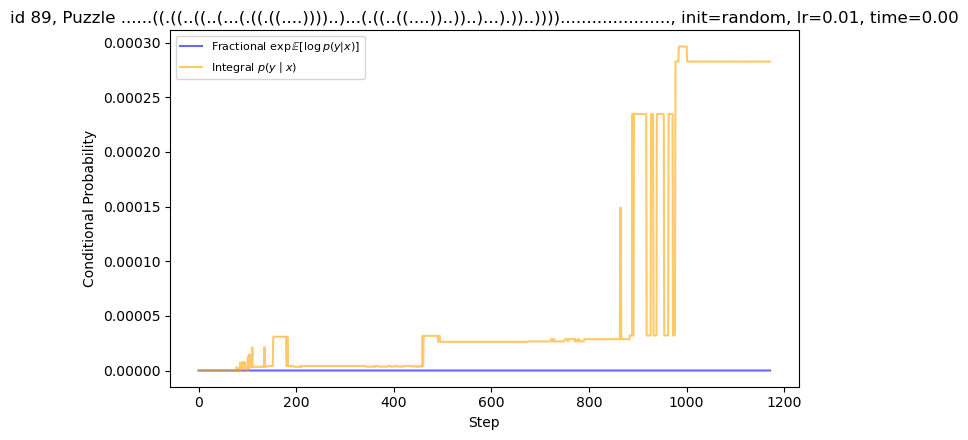 id 89, Puzzle ......((.((..((..(...(.((.((....))))..)...(.((..((....))..))..)..)...).))..))))....................., init=random, lr=0.01, time=0.00
0.00030
0.00025
0.00020
0.00015
0.00010
0.00005
0.00000
Conditional Probability
Fractional exp𝔼[log p(y|x)]
Integral p(y | x)
0 200 400 600 800 1000 1200
Step